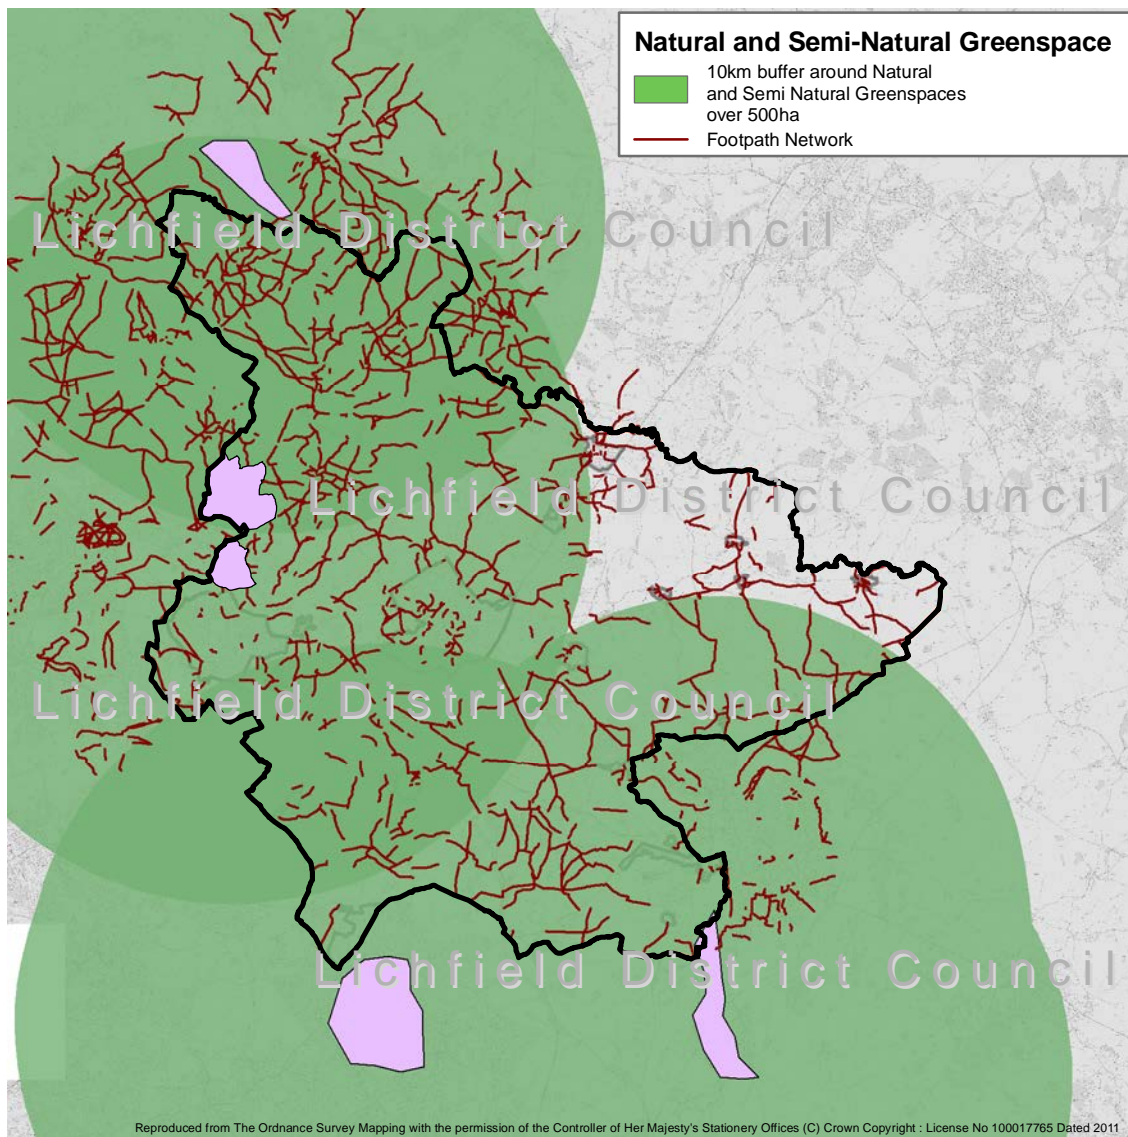 Natural and Semi-Natural Greenspace
10km buffer around Natural
and Semi Natural Greenspaces
over 500ha
Footpath Network
Lichfield District Council
Lichfield District Council
Lichfield District Council
Lichfield District Council
Reproduced from The Ordnance Survey Mapping with the permission of the Controller of Her Majesty's Stationery Offices (C) Crown Copyright : License No 100017765 Dated 2011